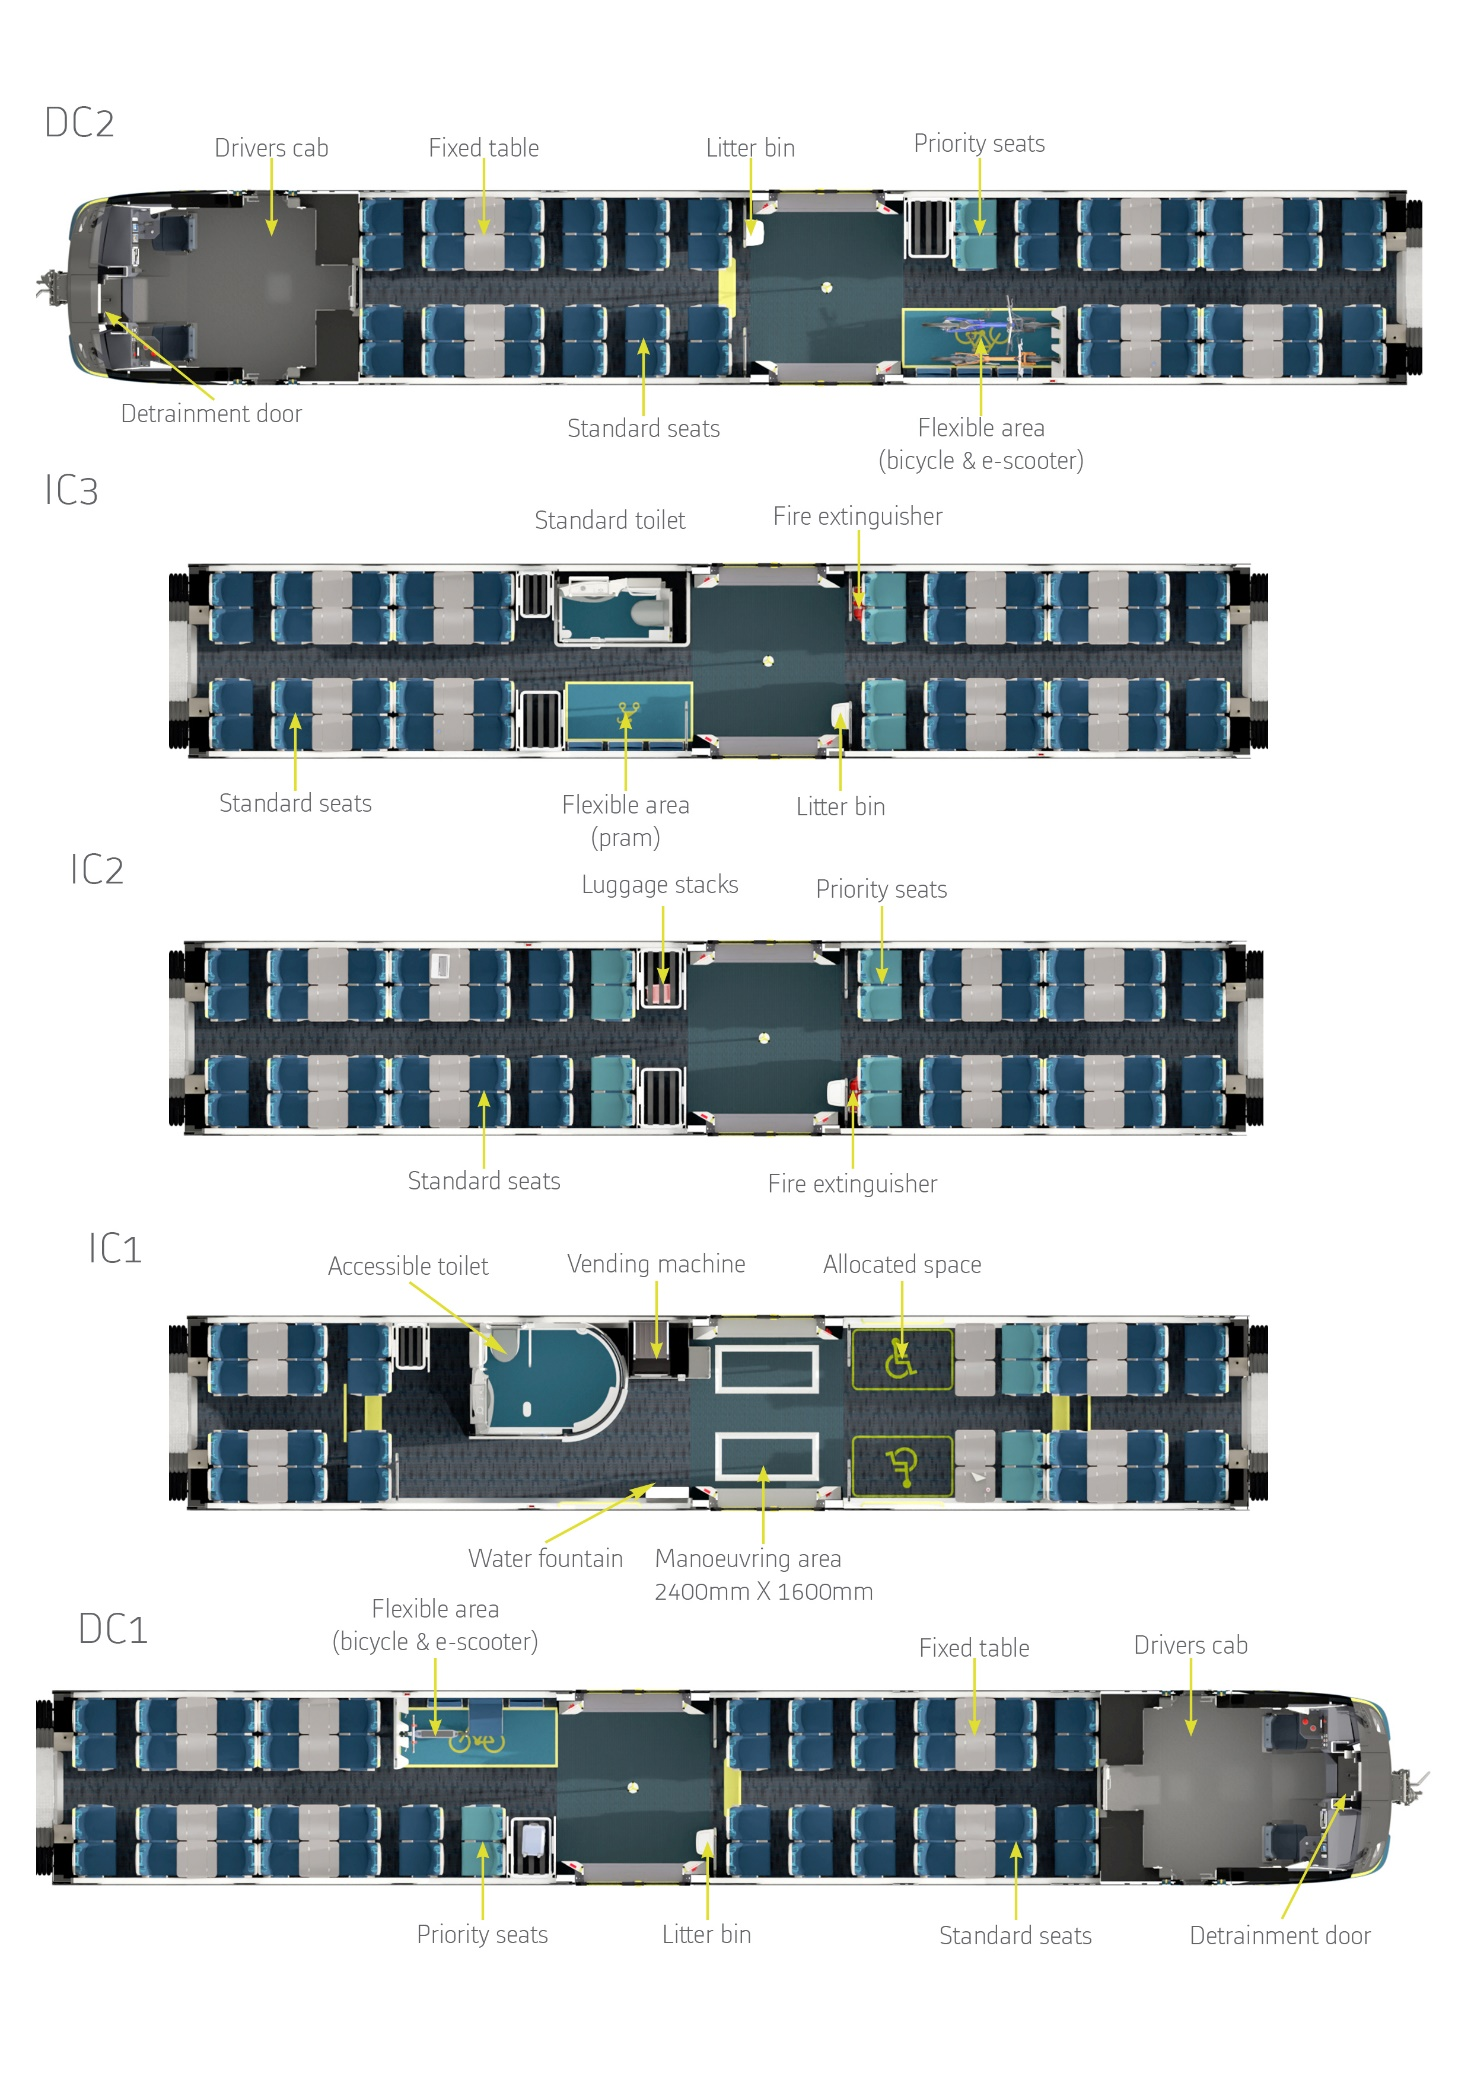 DC2
Drivers cab
Fixed table
Litter bin
Priority seats
Detrainment door
Standard seats
Flexible area
(bicycle & e-scooter)
IC3
Standard toilet
Fire extinguisher
Standard seats
Flexible area
(pram)
Litter bin
IC2
Luggage stacks
Priority seats
Standard seats
Fire extinguisher
IC1
Accessible toilet
Vending machine
Allocated space
Water fountain
Manoeuvring area
2400mm X 1600mm
DC1
Flexible area
(bicycle & e-scooter)
Fixed table
Drivers cab
Priority seats
Litter bin
Standard seats
Detrainment door